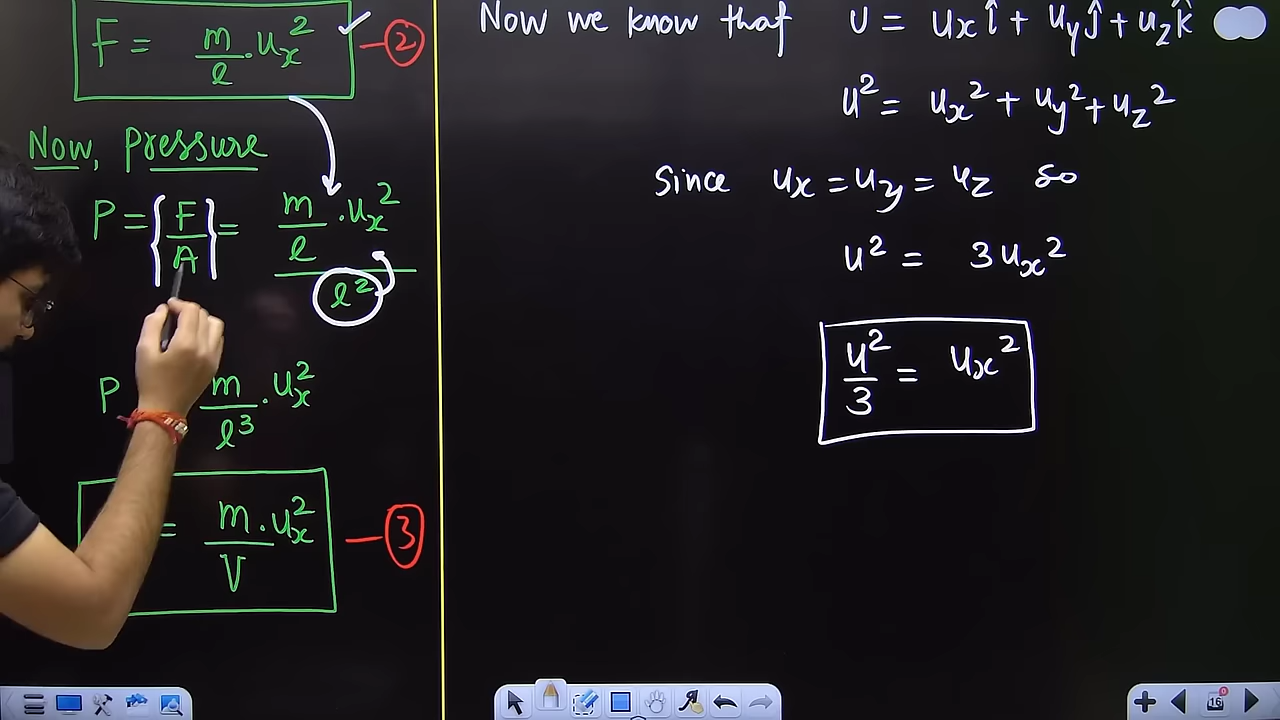 F = m/l . ux² —②
Now, Pressure
P = {F/A} = m/l . ux² / l²
P m/l³ . ux²
= m/V . ux² —③
Now we know that u = ux î + uy ĵ + uz k̂
u² = ux² + uy² + uz²
Since ux = uy = uz so
u² = 3ux²
u²/3 = ux²
16